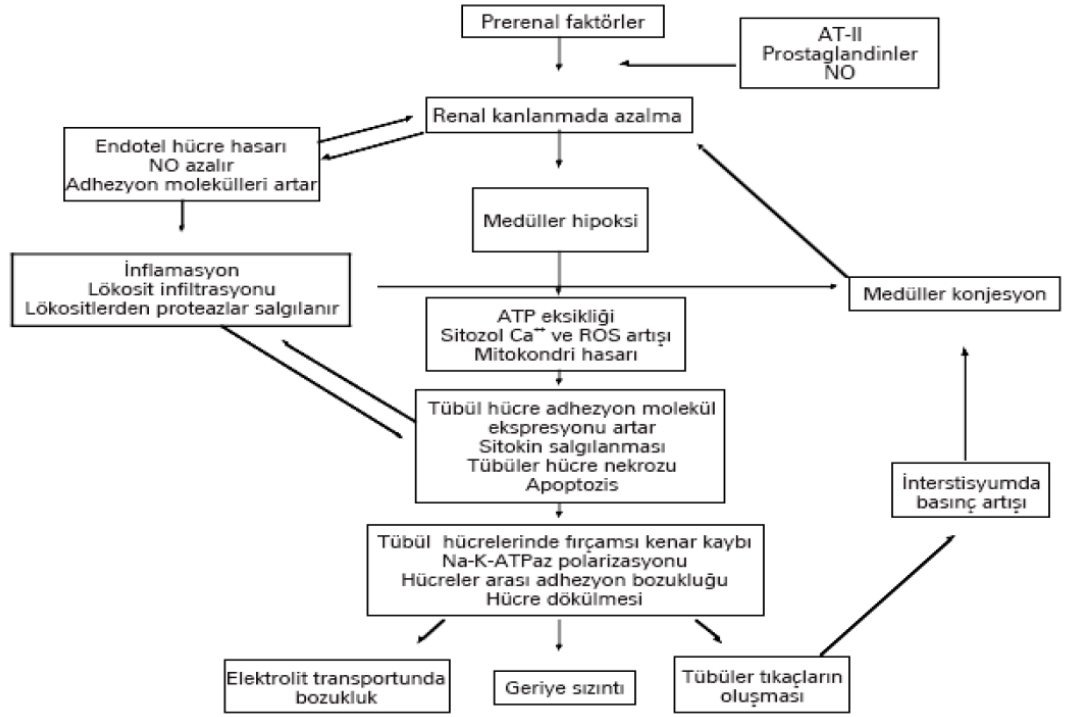 Prerenal faktörler
AT-II
Prostaglandinler
NO
Renal kanlanmada azalma
Endotel hücre hasarı
NO azalır
Adhezyon molekülleri artar
Medüller hipoksi
İnflamasyon
Lökosit infiltrasyonu
Lökositlerden proteazlar salgılanır
Medüller konjesyon
ATP eksikliği
Sitozol Ca⁺⁺ ve ROS artışı
Mitokondri hasarı
Tübül hücre adhezyon molekül
ekspresyonu artar
Sitokin salgılanması
Tübüler hücre nekrozu
Apoptozis
İnterstisyumda
basınç artışı
Tübül hücrelerinde fırçamsı kenar kaybı
Na-K-ATPaz polarizasyonu
Hücreler arası adhezyon bozukluğu
Hücre dökülmesi
Elektrolit transportunda
bozukluk
Geriye sızıntı
Tübüler tıkaçların
oluşması